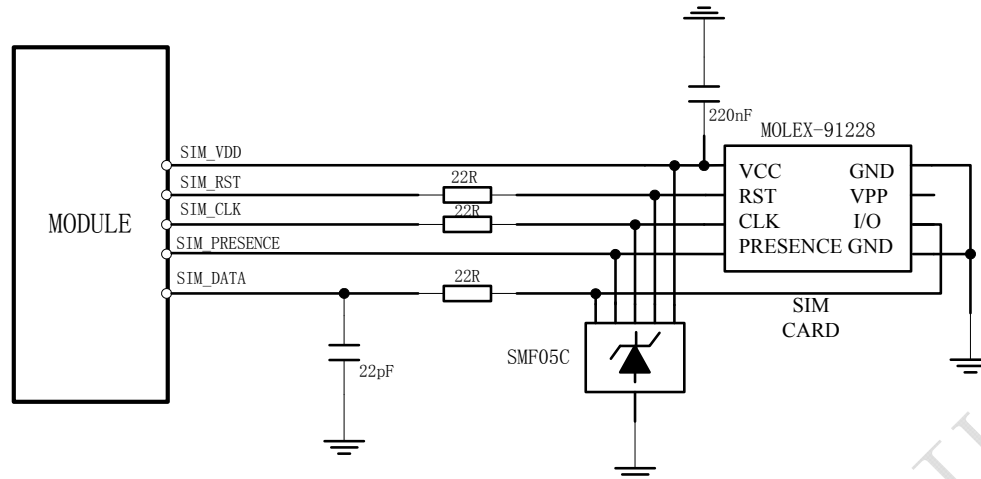 220nF
MOLEX-91228
SIM_VDD
VCC GND
SIM_RST
22R
RST VPP
SIM_CLK
22R
CLK I/O
MODULE
SIM_PRESENCE
PRESENCE GND
SIM_DATA
22R
SIM
CARD
SMF05C
22pF